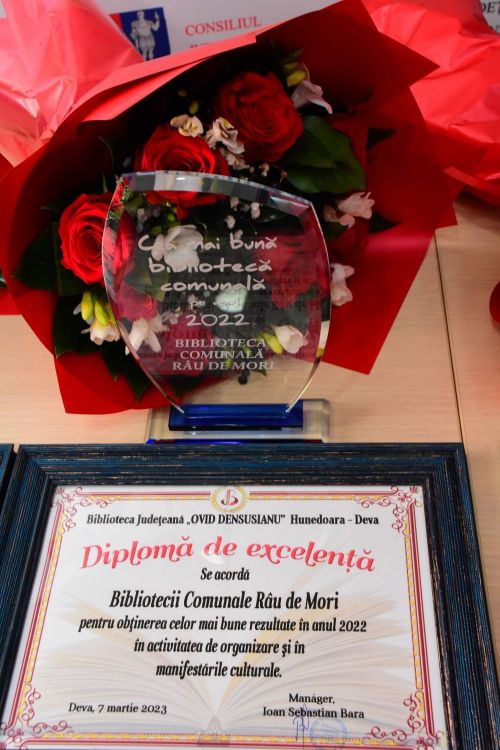 CONSILIUL
Cea mai bună
bibliotecă
comunală
2022
BIBLIOTECA
COMUNALĂ
RÂU DE MORI
Biblioteca Județeană „OVID DENSUSIANU" Hunedoara - Deva
Diplomă de excelență
Se acordă
Bibliotecii Comunale Râu de Mori
pentru obținerea celor mai bune rezultate în anul 2022
în activitatea de organizare şi în
manifestările culturale.
Deva, 7 martie 2023
Manager,
Ioan Sebastian Bara